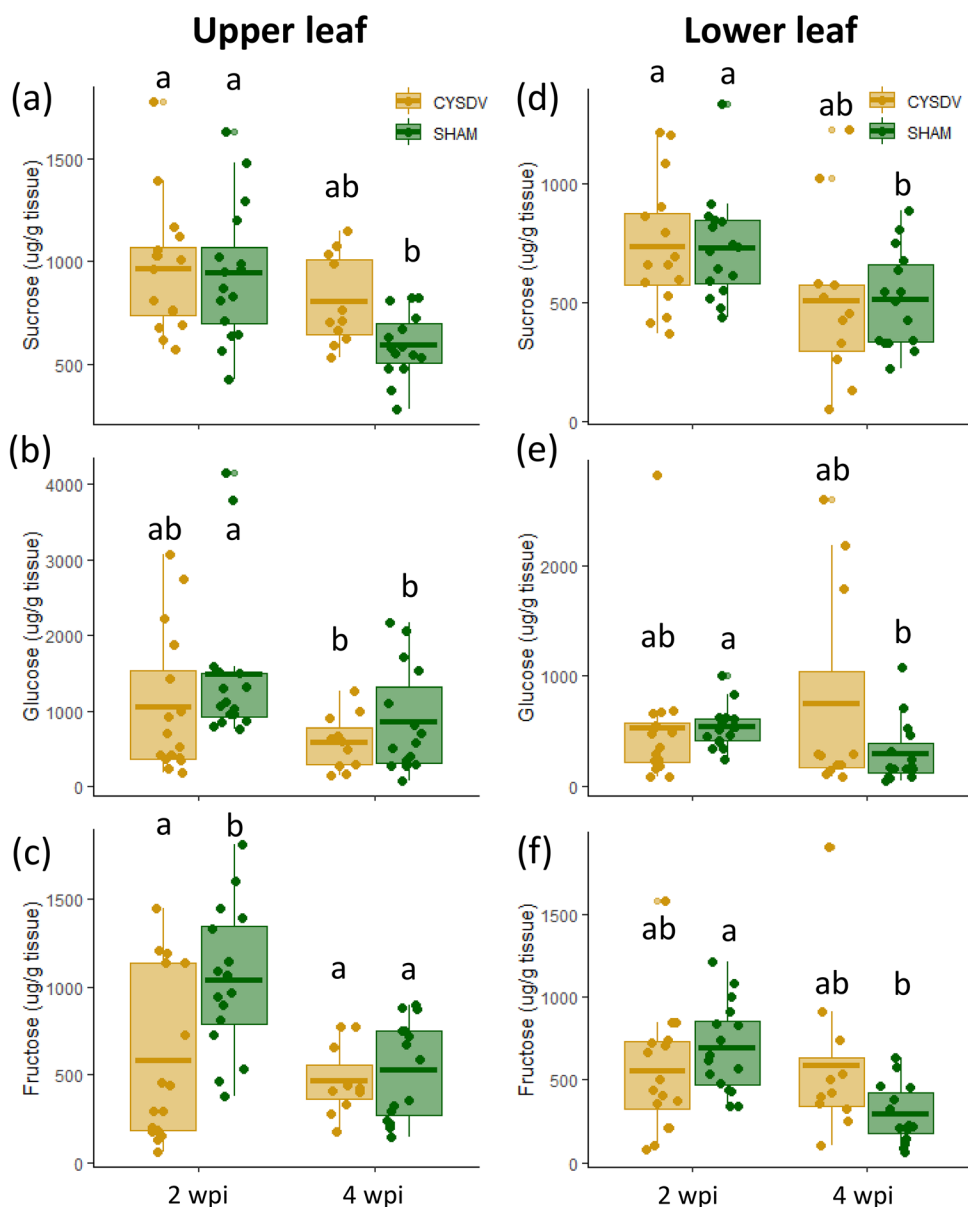 Upper leaf
Lower leaf
(a)
a
a
CYSDV
SHAM
ab
b
Sucrose (ug/g tissue)
1500
1000
500
(d)
a
a
ab
CYSDV
SHAM
b
Sucrose (ug/g tissue)
1000
500
0
(b)
ab
a
b
b
Glucose (ug/g tissue)
4000
3000
2000
1000
0
(e)
ab
a
ab
b
Glucose (ug/g tissue)
2000
1000
0
(c)
a
b
a
a
Fructose (ug/g tissue)
1500
1000
500
0
2 wpi
4 wpi
(f)
ab
a
ab
b
Fructose (ug/g tissue)
1500
1000
500
0
2 wpi
4 wpi